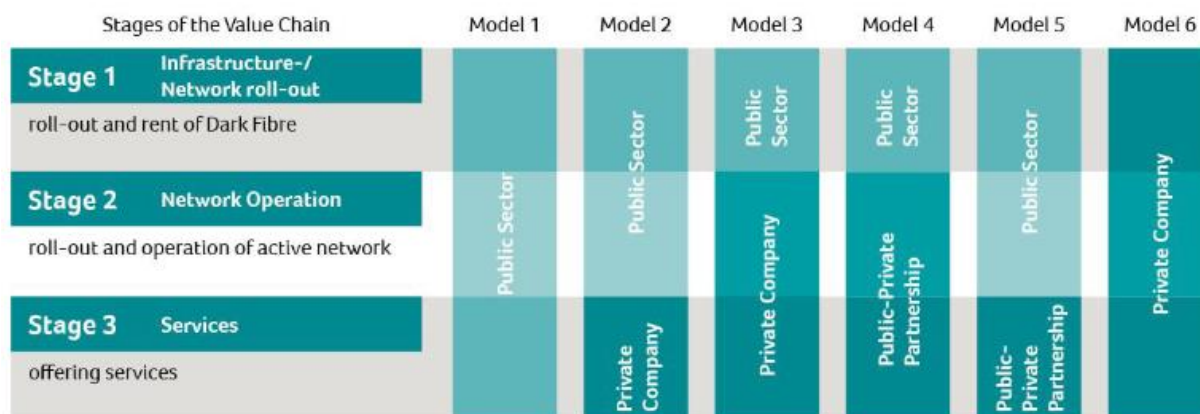 Stages of the Value Chain Model 1 Model 2 Model 3 Model 4 Model 5 Model 6
Stage 1 Infrastructure-/
Network roll-out
roll-out and rent of Dark Fibre
Stage 2 Network Operation
roll-out and operation of active network
Stage 3 Services
offering services
Public Sector
Public Sector
Private
Company
Public
Sector
Private Company
Public
Sector
Public-Private
Partnership
Public Sector
Public-
Private
Partnership
Private Company